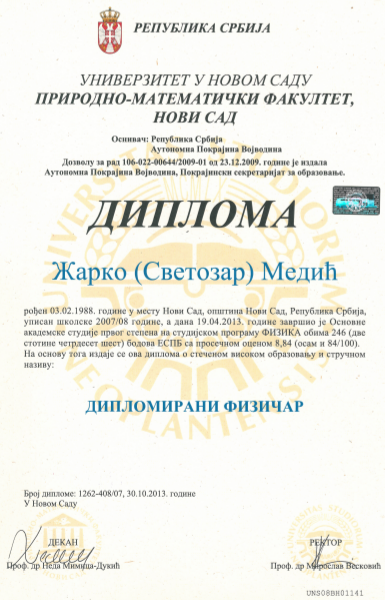 РЕПУБЛИКА СРБИЈА
УНИВЕРЗИТЕТ У НОВОМ САДУ
ПРИРОДНО-МАТЕМАТИЧКИ ФАКУЛТЕТ,
НОВИ САД
Оснивач: Република Србија
Аутономна Покрајина Војводина
Дозволу за рад 106-022-00644/2009-01 од 23.12.2009. године је издала
Аутономна Покрајина Војводина, Покрајински секретаријат за образовање.
ДИПЛОМА
Жарко (Светозар) Медић
рођен 03.02.1988. године у месту Нови Сад, општина Нови Сад, Република Србија,
уписан школске 2007/08 године, а дана 19.04.2013. године завршио је Основне
академске студије првог степена на студијском програму ФИЗИКА обима 246 (две
стотине четрдесет шест) бодова ЕСПБ са просечном оценом 8,84 (осам и 84/100).
На основу тога издаје се ова диплома о стеченом високом образовању и стручном
називу:
ДИПЛОМИРАНИ ФИЗИЧАР
Број дипломе: 1262-408/07, 30.10.2013. године
У Новом Саду
ДЕКАН
РЕКТОР
Проф. др Неда Мимица-Дукић
Проф. др Мирослав Весковић
UNS08BH01141